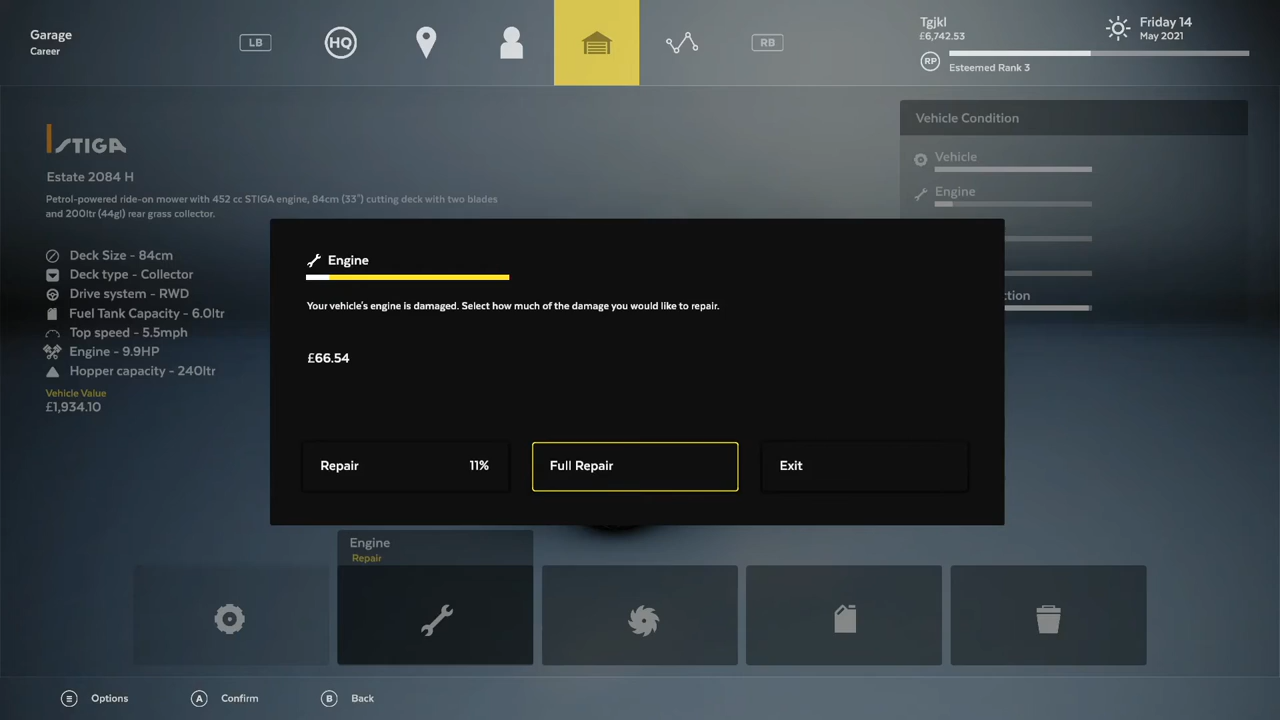 Garage
Career
LB
HQ
RB
Tgjkl
£6,742.53
RP
Esteemed Rank 3
Friday 14
May 2021
STIGA
Estate 2084 H
Petrol-powered ride-on mower with 452 cc STIGA engine, 84cm (33") cutting deck with two blades
and 200ltr (44gl) rear grass collector.
Deck Size - 84cm
Deck type - Collector
Drive system - RWD
Fuel Tank Capacity - 6.0ltr
Top speed - 5.5mph
Engine - 9.9HP
Hopper capacity - 240ltr
Vehicle Value
£1,934.10
Vehicle Condition
Vehicle
Engine
ction
Engine
Your vehicle's engine is damaged. Select how much of the damage you would like to repair.
£66.54
Repair 11%
Full Repair
Exit
Engine
Repair
Options
A Confirm
B Back